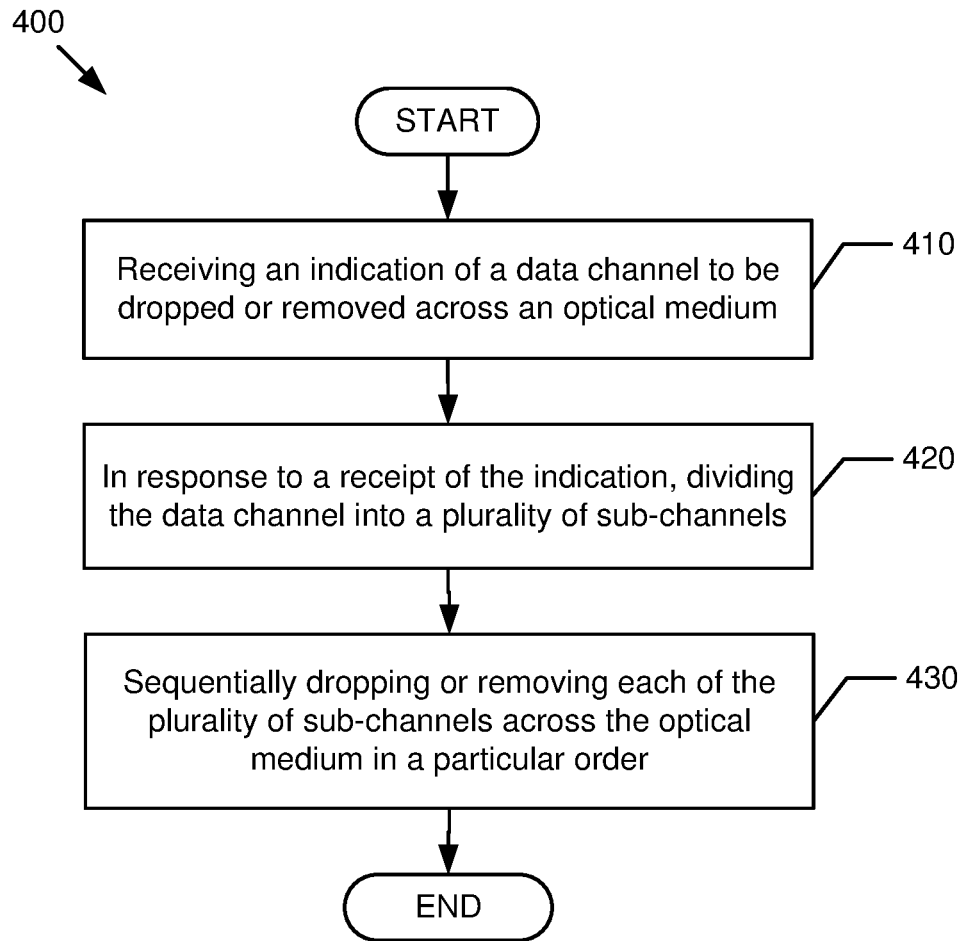 400
START
Receiving an indication of a data channel to be
dropped or removed across an optical medium
410
In response to a receipt of the indication, dividing
the data channel into a plurality of sub-channels
420
Sequentially dropping or removing each of the
plurality of sub-channels across the optical
medium in a particular order
430
END